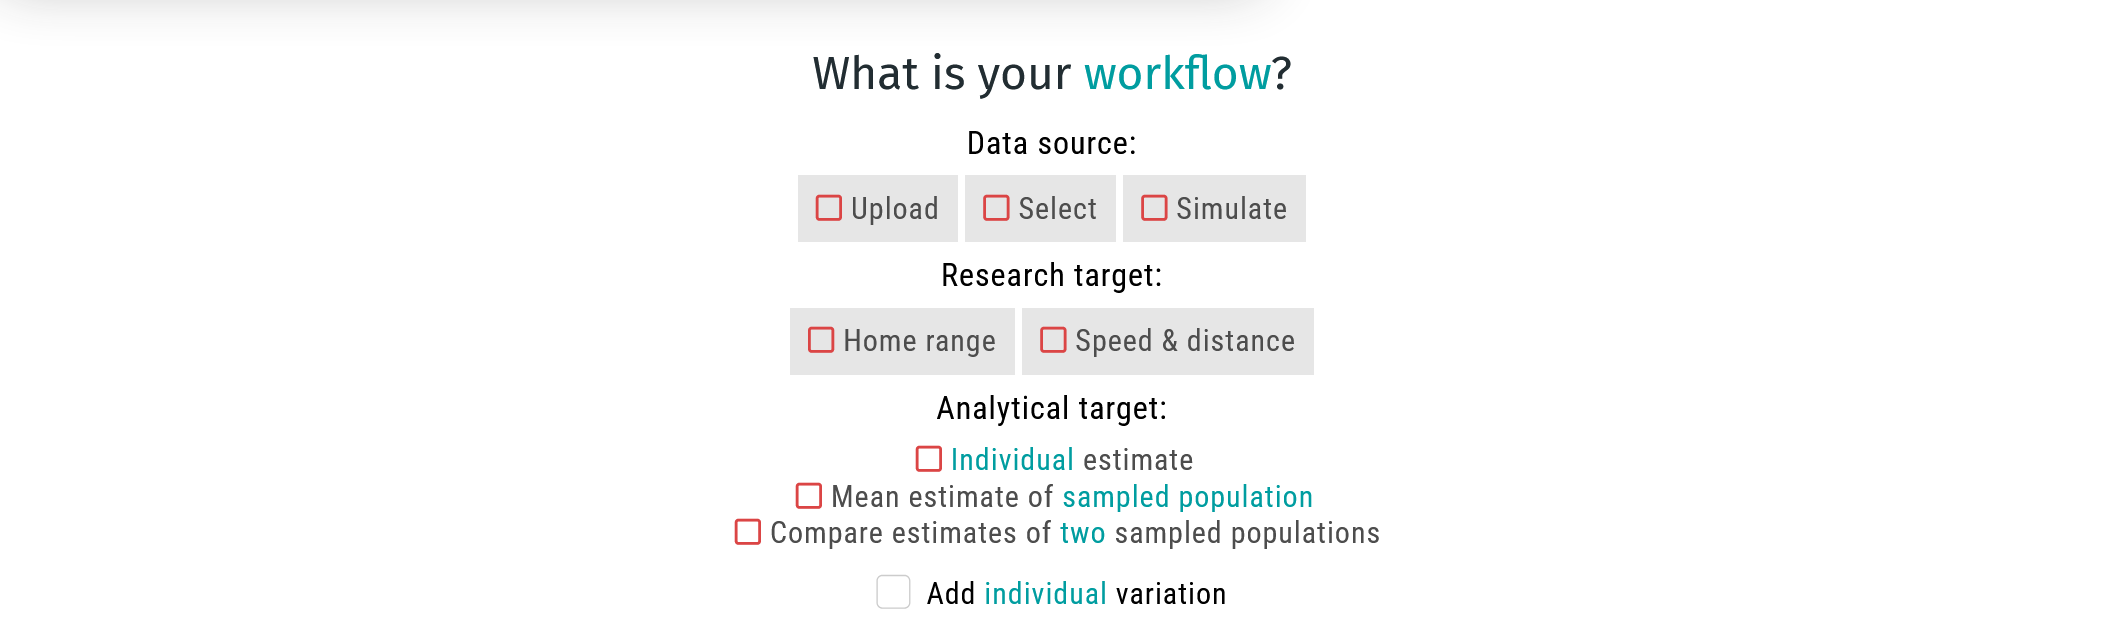 What is your workflow?
Data source:
Upload Select Simulate
Research target:
Home range Speed & distance
Analytical target:
Individual estimate
Mean estimate of sampled population
Compare estimates of two sampled populations
Add individual variation